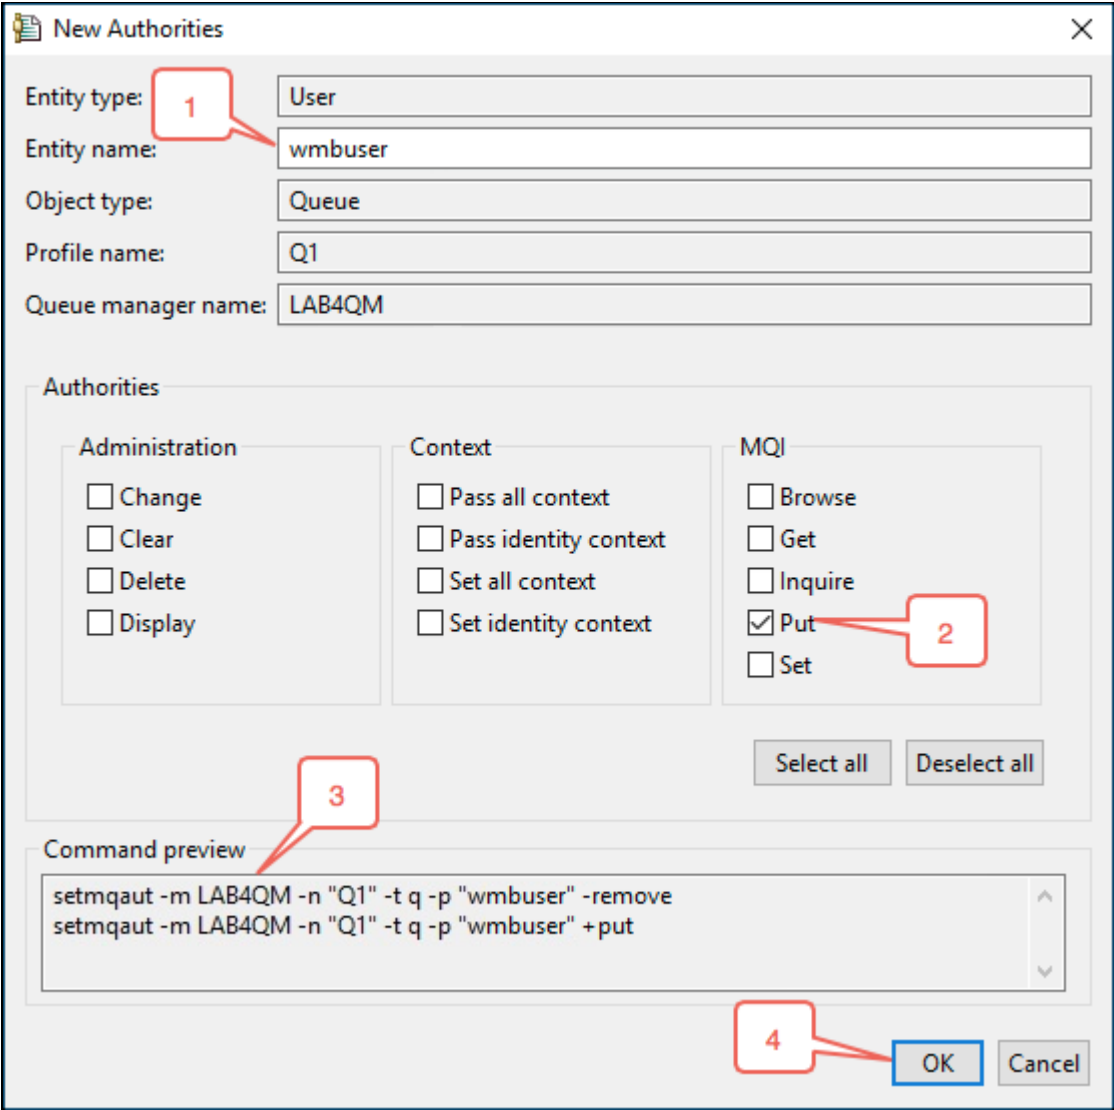 New Authorities
Entity type: User
1
Entity name: wmbuser
Object type: Queue
Profile name: Q1
Queue manager name: LAB4QM
Authorities
Administration
Change
Clear
Delete
Display
Context
Pass all context
Pass identity context
Set all context
Set identity context
MQI
Browse
Get
Inquire
Put
2
Set
Select all Deselect all
3
Command preview
setmqaut -m LAB4QM -n "Q1" -t q -p "wmbuser" -remove
setmqaut -m LAB4QM -n "Q1" -t q -p "wmbuser" +put
4
OK Cancel